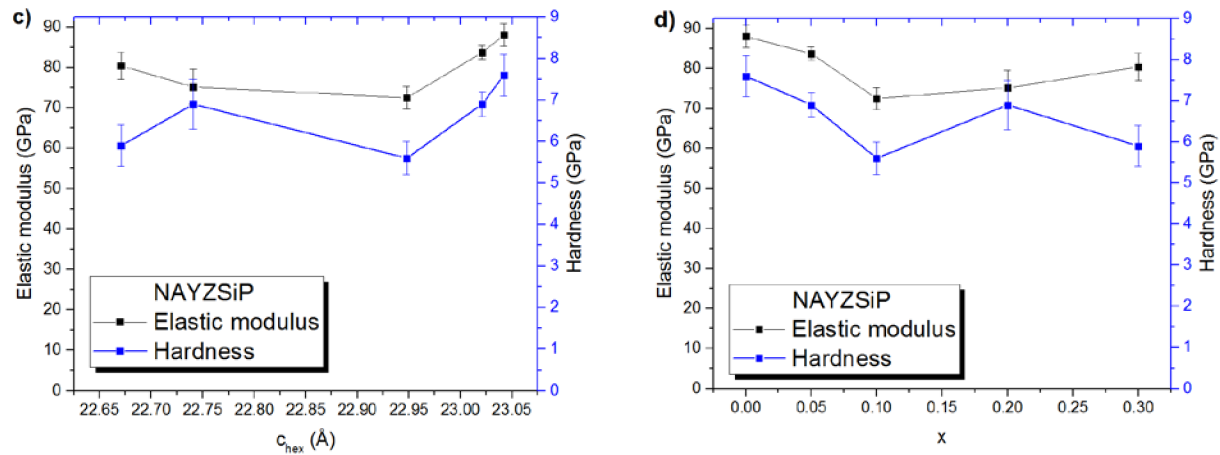 c)
Elastic modulus (GPa)
90
80
70
60
50
40
30
20
10
0
NAYZSiP
Elastic modulus
Hardness
9
8
7
6
5
4
3
2
1
0
Hardness (GPa)
22.65 22.70 22.75 22.80 22.85 22.90 22.95 23.00 23.05
c_hex (Å)
d)
Elastic modulus (GPa)
90
80
70
60
50
40
30
20
10
0
NAYZSiP
Elastic modulus
Hardness
9
8
7
6
5
4
3
2
1
0
Hardness (GPa)
0.00 0.05 0.10 0.15 0.20 0.25 0.30
x